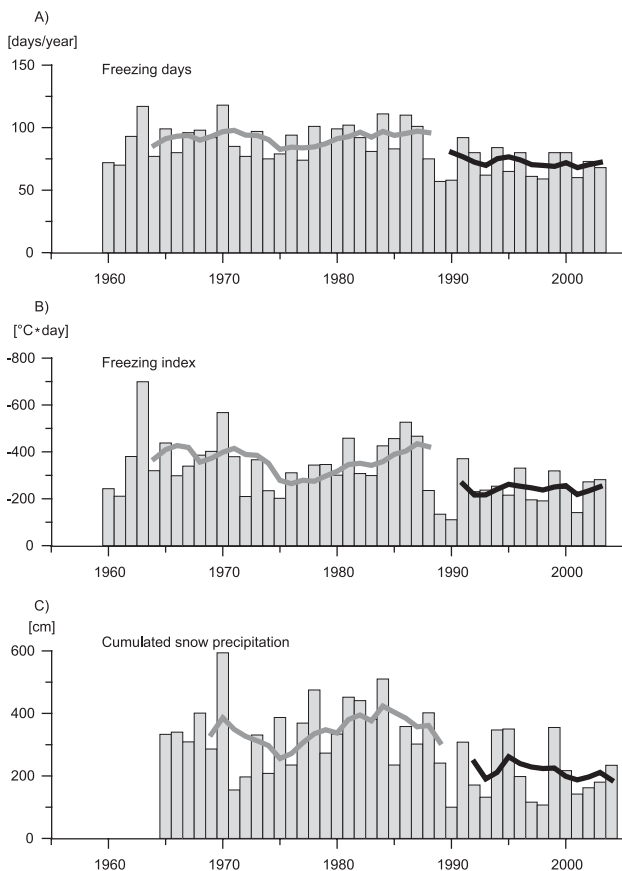 A)
[days/year]
Freezing days
150
100
50
0
1960 1970 1980 1990 2000
B)
[°C*day]
Freezing index
-800
-600
-400
-200
0
1960 1970 1980 1990 2000
C)
[cm]
Cumulated snow precipitation
600
400
200
0
1960 1970 1980 1990 2000